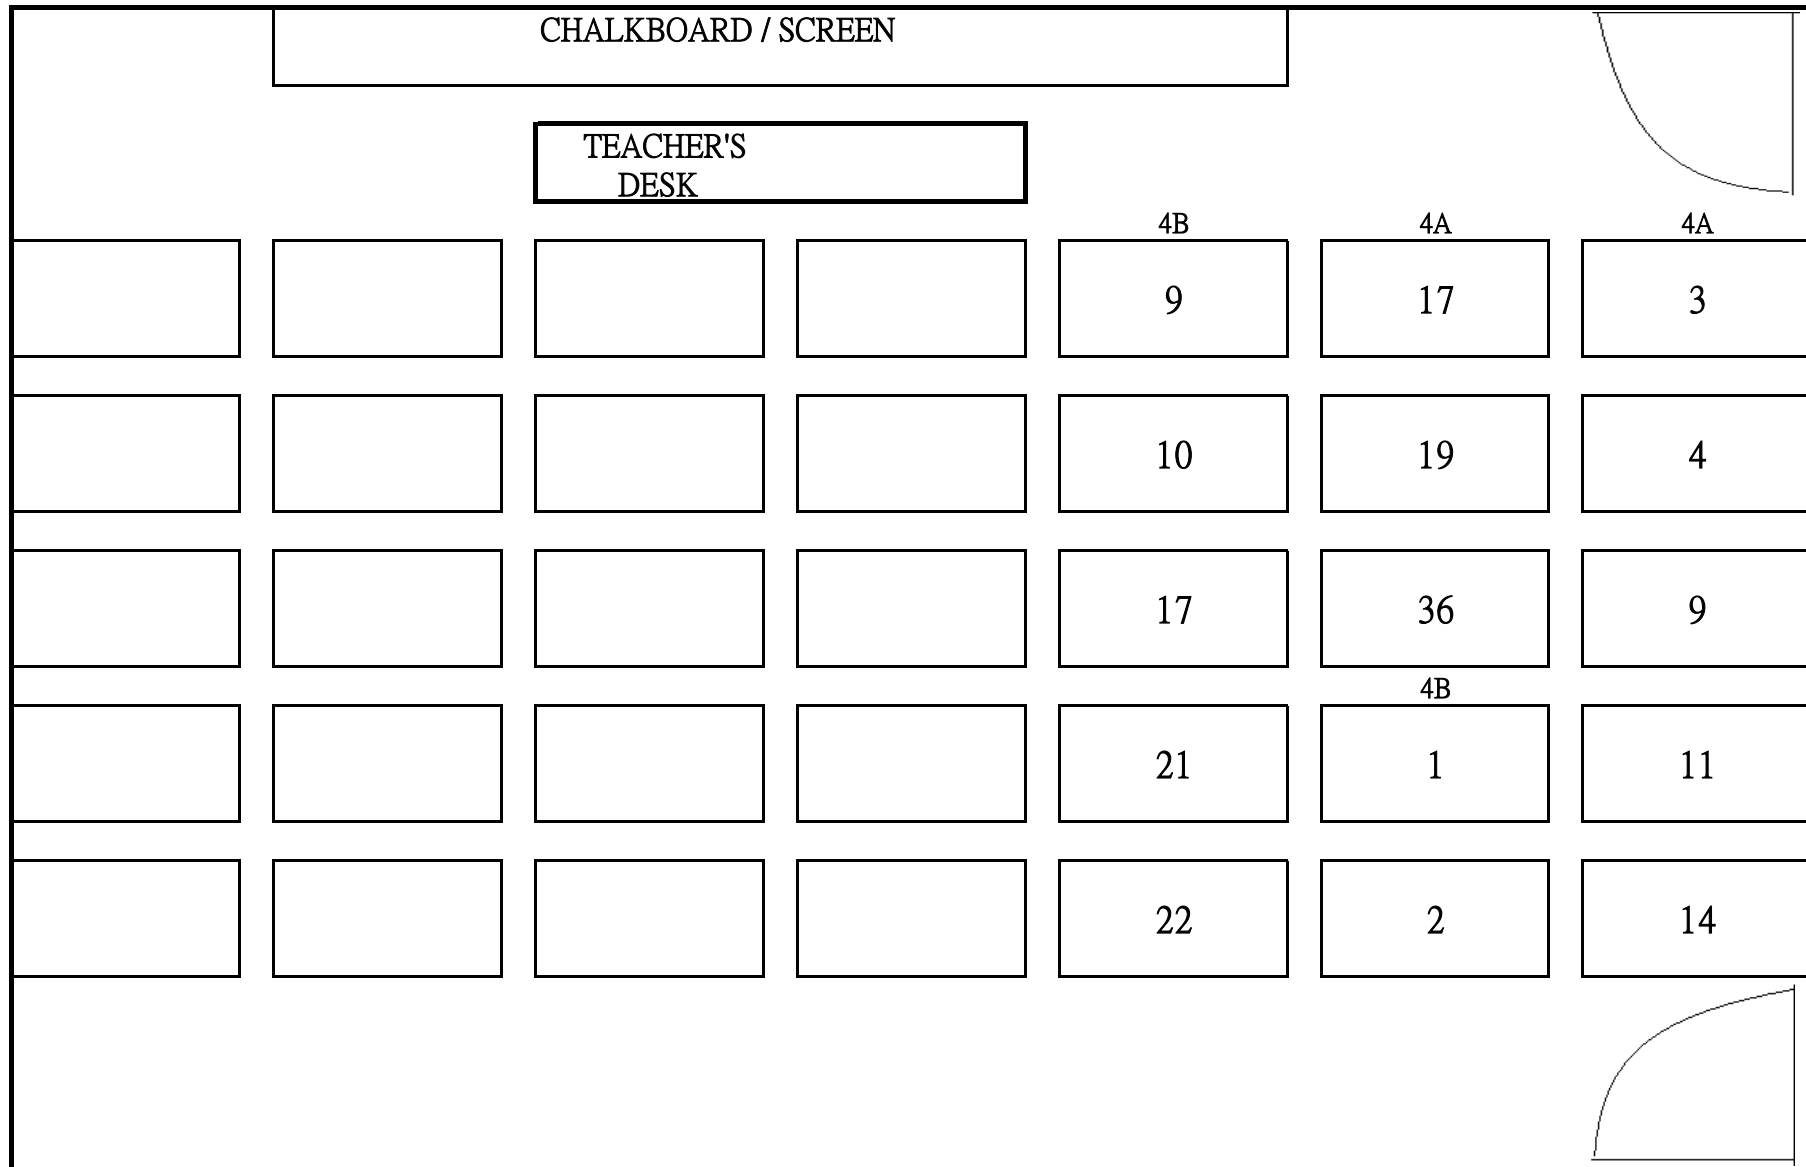 CHALKBOARD / SCREEN
TEACHER'S
DESK
4B 4A 4A
9 17 3
10 19 4
17 36 9
4B
21 1 11
22 2 14